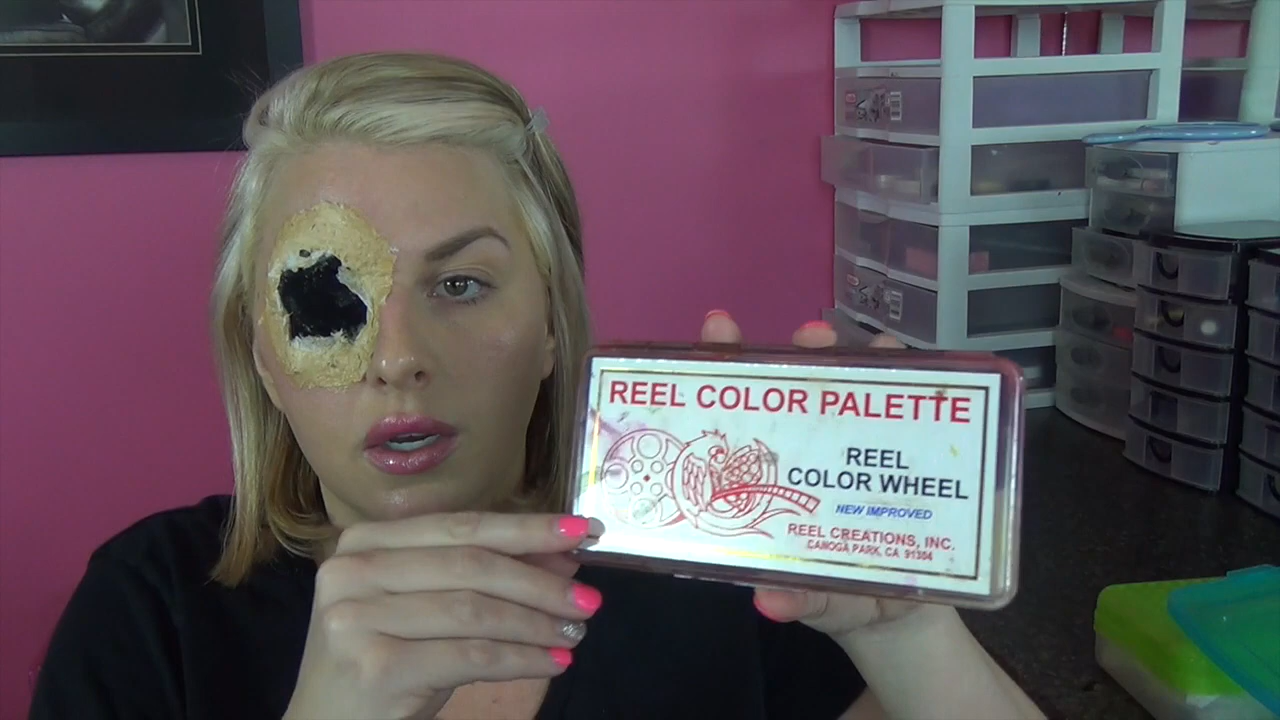 REEL COLOR PALETTE
REEL
COLOR WHEEL
NEW IMPROVED
REEL CREATIONS, INC.
CANOGA PARK, CA 91304